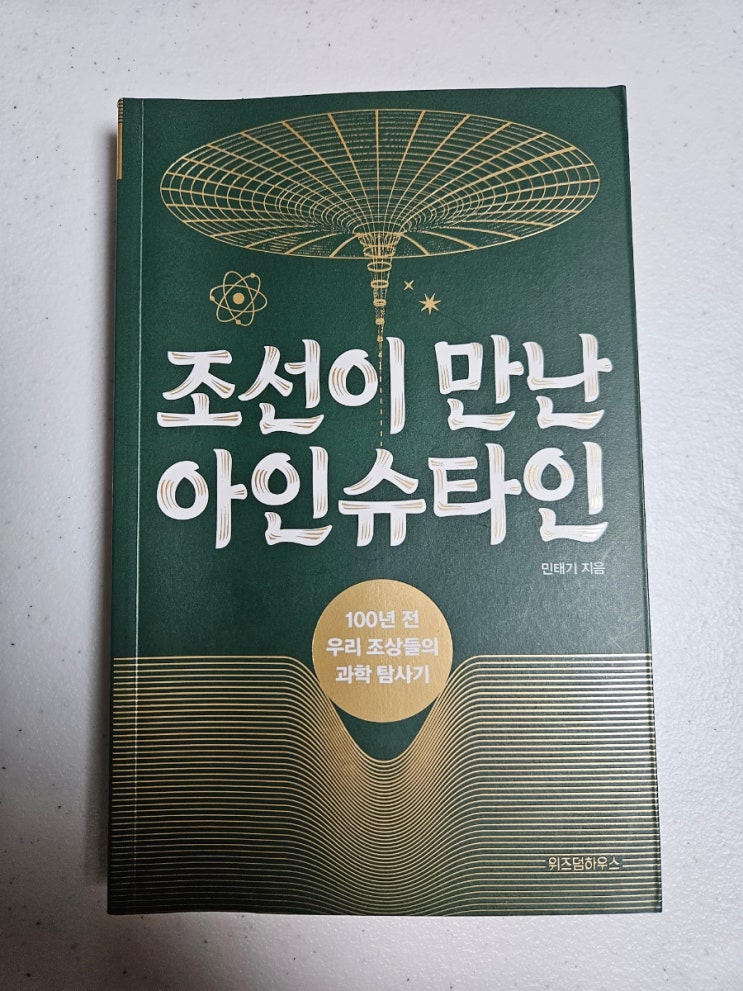 조선이 만난
아인슈타인
민태기 지음
100년 전
우리 조상들의
과학 탐사기
위즈덤하우스